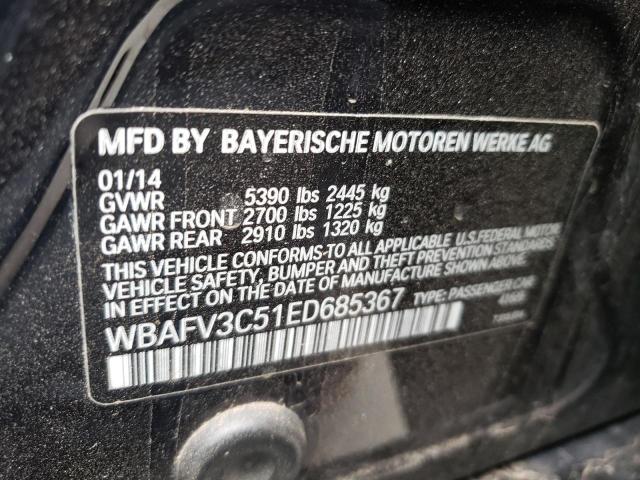 MFD BY BAYERISCHE MOTOREN WERKE AG
01/14
GVWR 5390 lbs 2445 kg
GAWR FRONT 2700 lbs 1225 kg
GAWR REAR 2910 lbs 1320 kg
THIS VEHICLE CONFORMS TO ALL APPLICABLE U.S. FEDERAL MOTOR
VEHICLE SAFETY, BUMPER AND THEFT PREVENTION STANDARDS
IN EFFECT ON THE DATE OF MANUFACTURE SHOWN ABOVE.
WBAFV3C51ED685367 TYPE: PASSENGER CAR